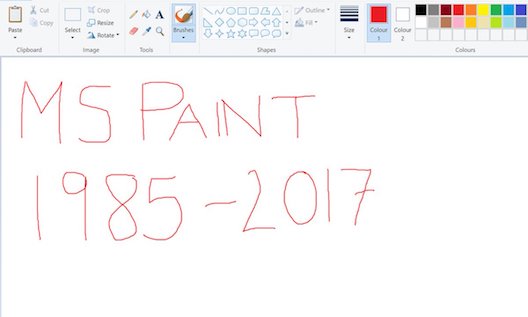 Paste
Cut
Copy
Clipboard
Select
Crop
Resize
Rotate
Image
A
Tools
Brushes
Shapes
Outline
Fill
Size
Colour 1
Colour 2
Colours
MS PAINT
1985-2017